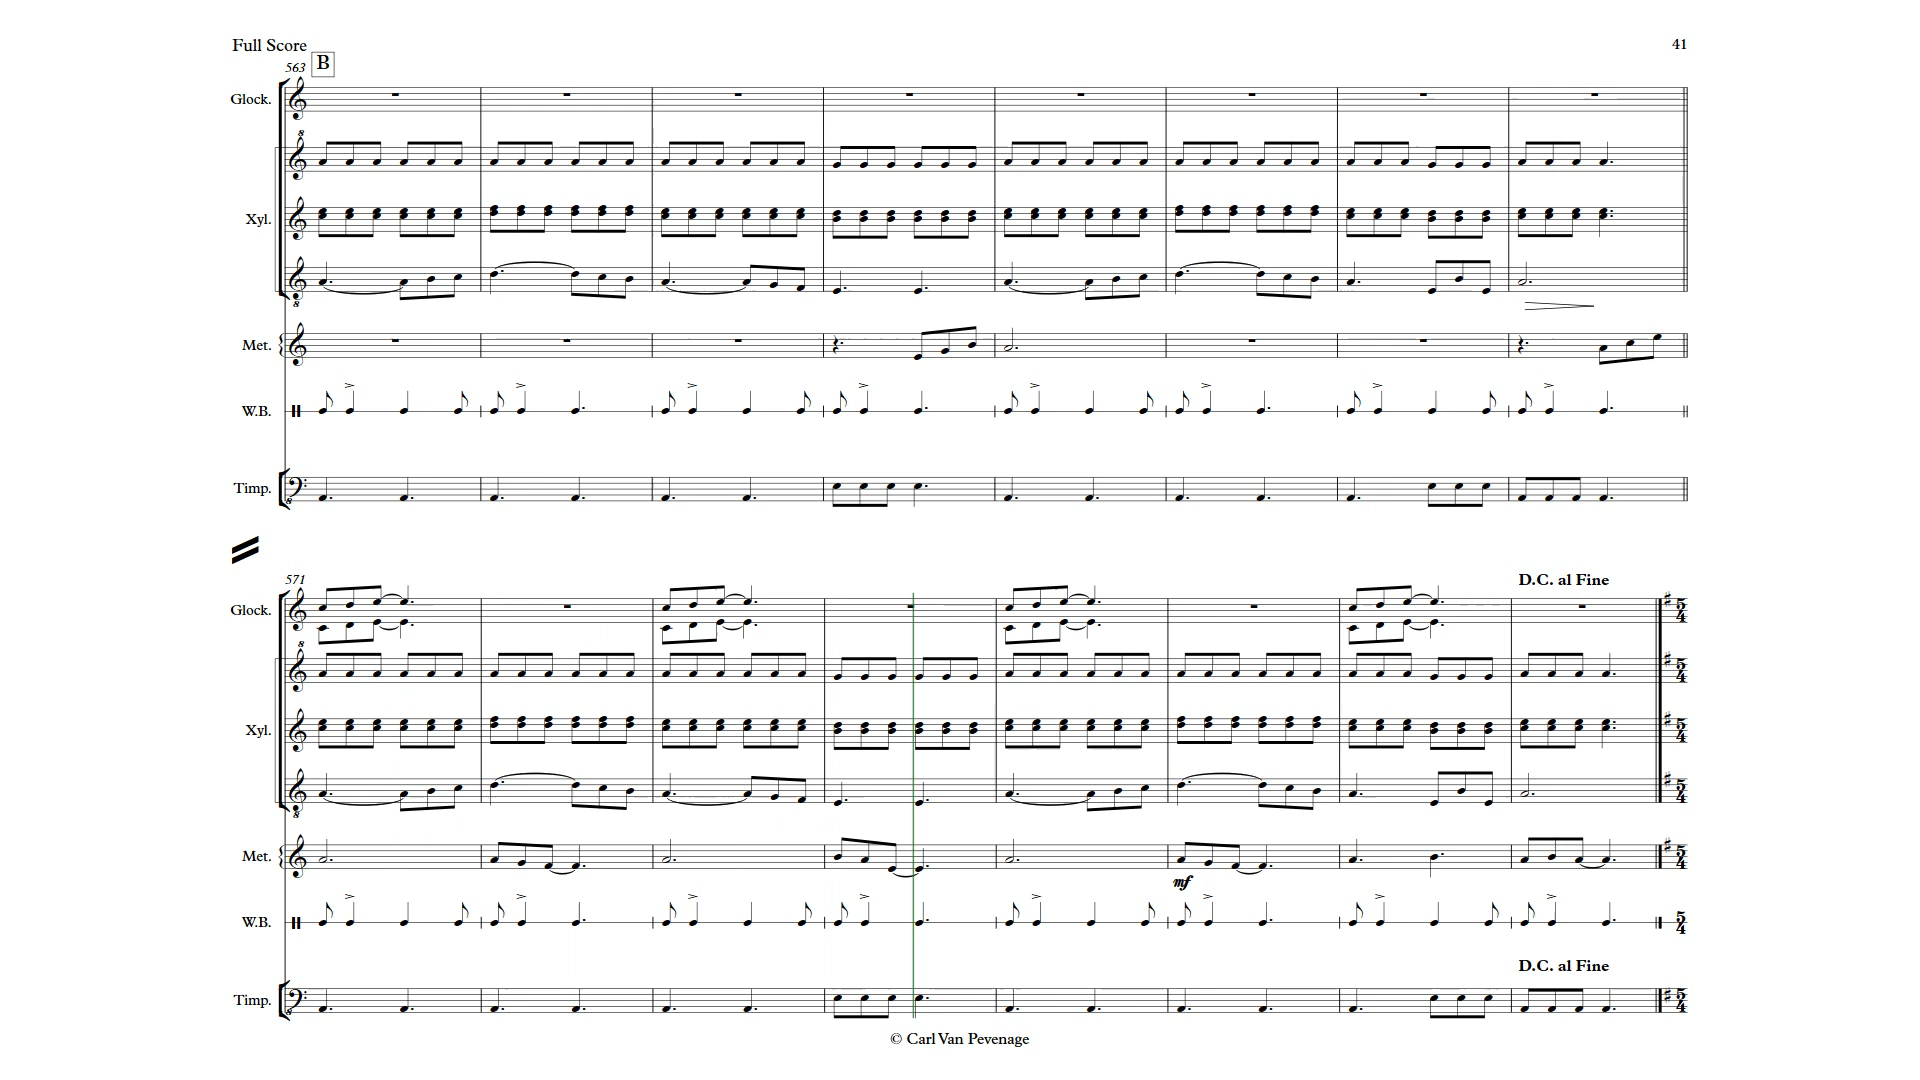 Full Score
41
563 B
Glock.
Xyl.
Met.
W.B.
Timp.
571
D.C. al Fine
Glock.
Xyl.
Met.
mf
W.B.
D.C. al Fine
Timp.
© Carl Van Pevenage